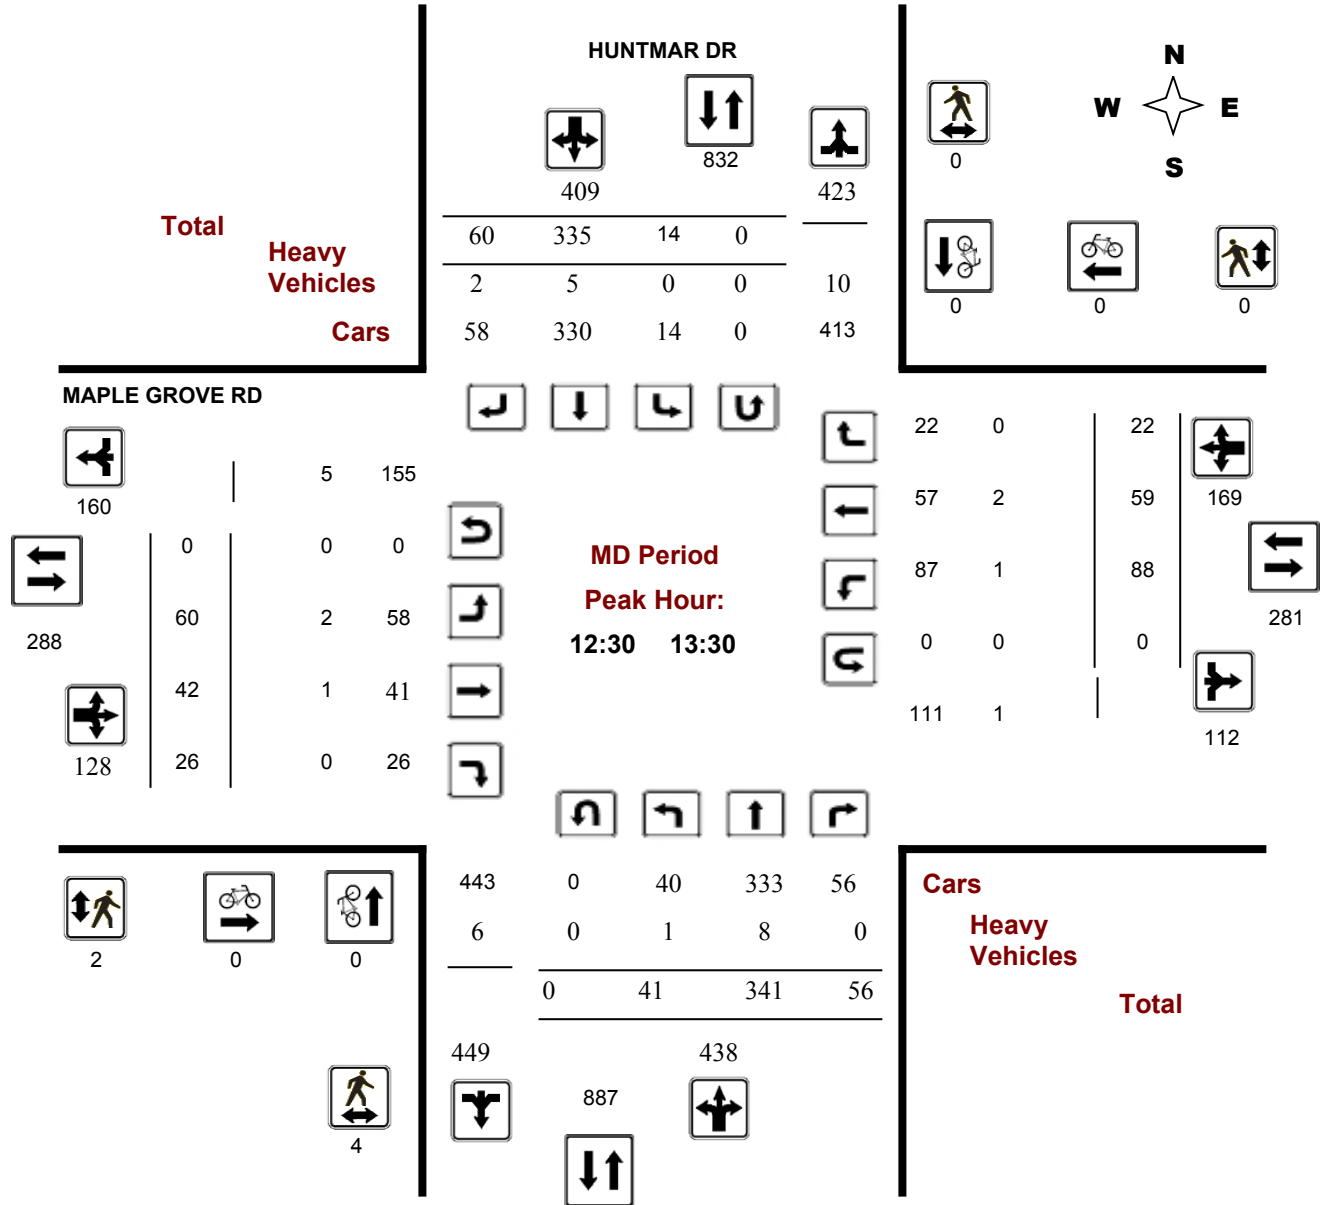 HUNTMAR DR
N
W E
S
832
0
409 423
Total
60 335 14 0
Heavy
Vehicles
2 5 0 0 10
0 0 0
Cars
58 330 14 0 413
MAPLE GROVE RD
22 0 22
5 155
160
57 2 59 169
0 0 0
MD Period
87 1 88
Peak Hour:
60 2 58
281
288
12:30 13:30
0 0 0
42 1 41
111 1
112
128
26 0 26
443 0 40 333 56
Cars
6 0 1 8 0
Heavy
Vehicles
2 0 0
0 41 341 56
Total
449 438
887
4